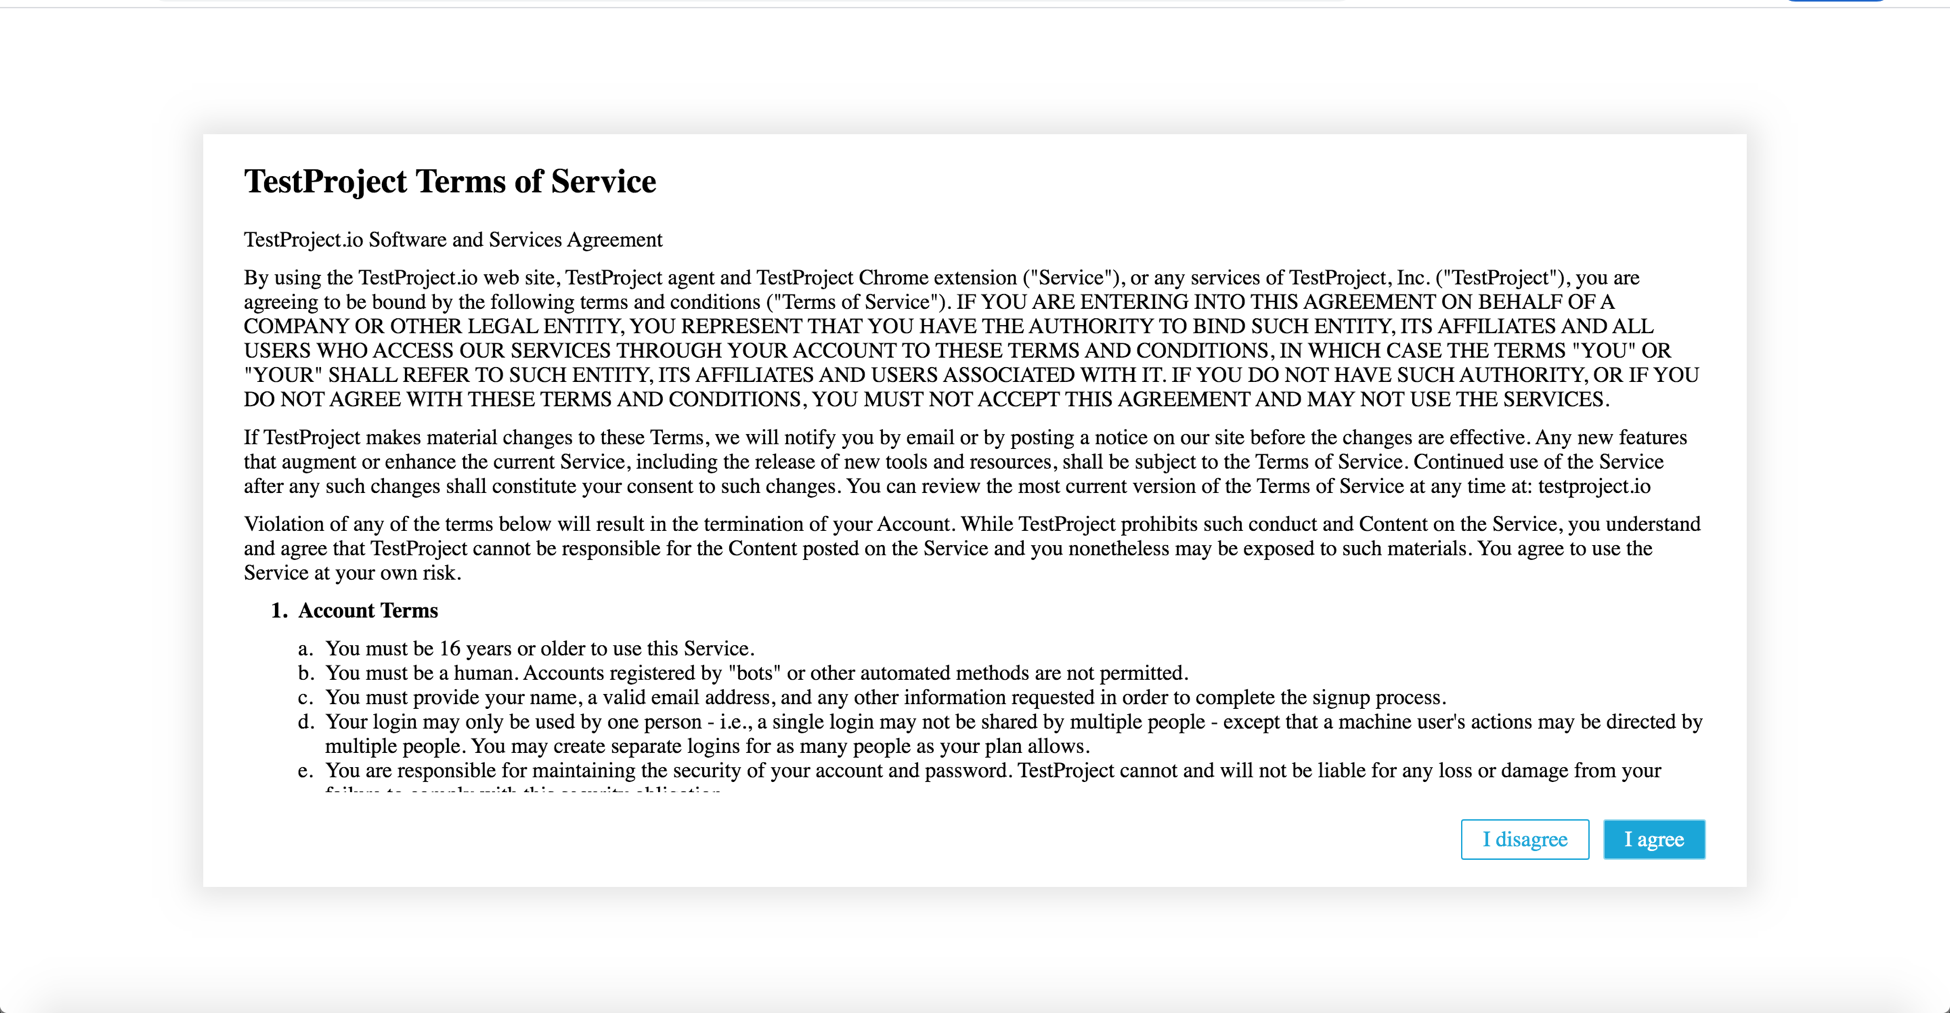 TestProject Terms of Service
TestProject.io Software and Services Agreement
By using the TestProject.io web site, TestProject agent and TestProject Chrome extension ("Service"), or any services of TestProject, Inc. ("TestProject"), you are
agreeing to be bound by the following terms and conditions ("Terms of Service"). IF YOU ARE ENTERING INTO THIS AGREEMENT ON BEHALF OF A
COMPANY OR OTHER LEGAL ENTITY, YOU REPRESENT THAT YOU HAVE THE AUTHORITY TO BIND SUCH ENTITY, ITS AFFILIATES AND ALL
USERS WHO ACCESS OUR SERVICES THROUGH YOUR ACCOUNT TO THESE TERMS AND CONDITIONS, IN WHICH CASE THE TERMS "YOU" OR
"YOUR" SHALL REFER TO SUCH ENTITY, ITS AFFILIATES AND USERS ASSOCIATED WITH IT. IF YOU DO NOT HAVE SUCH AUTHORITY, OR IF YOU
DO NOT AGREE WITH THESE TERMS AND CONDITIONS, YOU MUST NOT ACCEPT THIS AGREEMENT AND MAY NOT USE THE SERVICES.
If TestProject makes material changes to these Terms, we will notify you by email or by posting a notice on our site before the changes are effective. Any new features
that augment or enhance the current Service, including the release of new tools and resources, shall be subject to the Terms of Service. Continued use of the Service
after any such changes shall constitute your consent to such changes. You can review the most current version of the Terms of Service at any time at: testproject.io
Violation of any of the terms below will result in the termination of your Account. While TestProject prohibits such conduct and Content on the Service, you understand
and agree that TestProject cannot be responsible for the Content posted on the Service and you nonetheless may be exposed to such materials. You agree to use the
Service at your own risk.
1. Account Terms
a. You must be 16 years or older to use this Service.
b. You must be a human. Accounts registered by "bots" or other automated methods are not permitted.
c. You must provide your name, a valid email address, and any other information requested in order to complete the signup process.
d. Your login may only be used by one person - i.e., a single login may not be shared by multiple people - except that a machine user's actions may be directed by
multiple people. You may create separate logins for as many people as your plan allows.
e. You are responsible for maintaining the security of your account and password. TestProject cannot and will not be liable for any loss or damage from your
failure to comply with this security obligation
I disagree
I agree